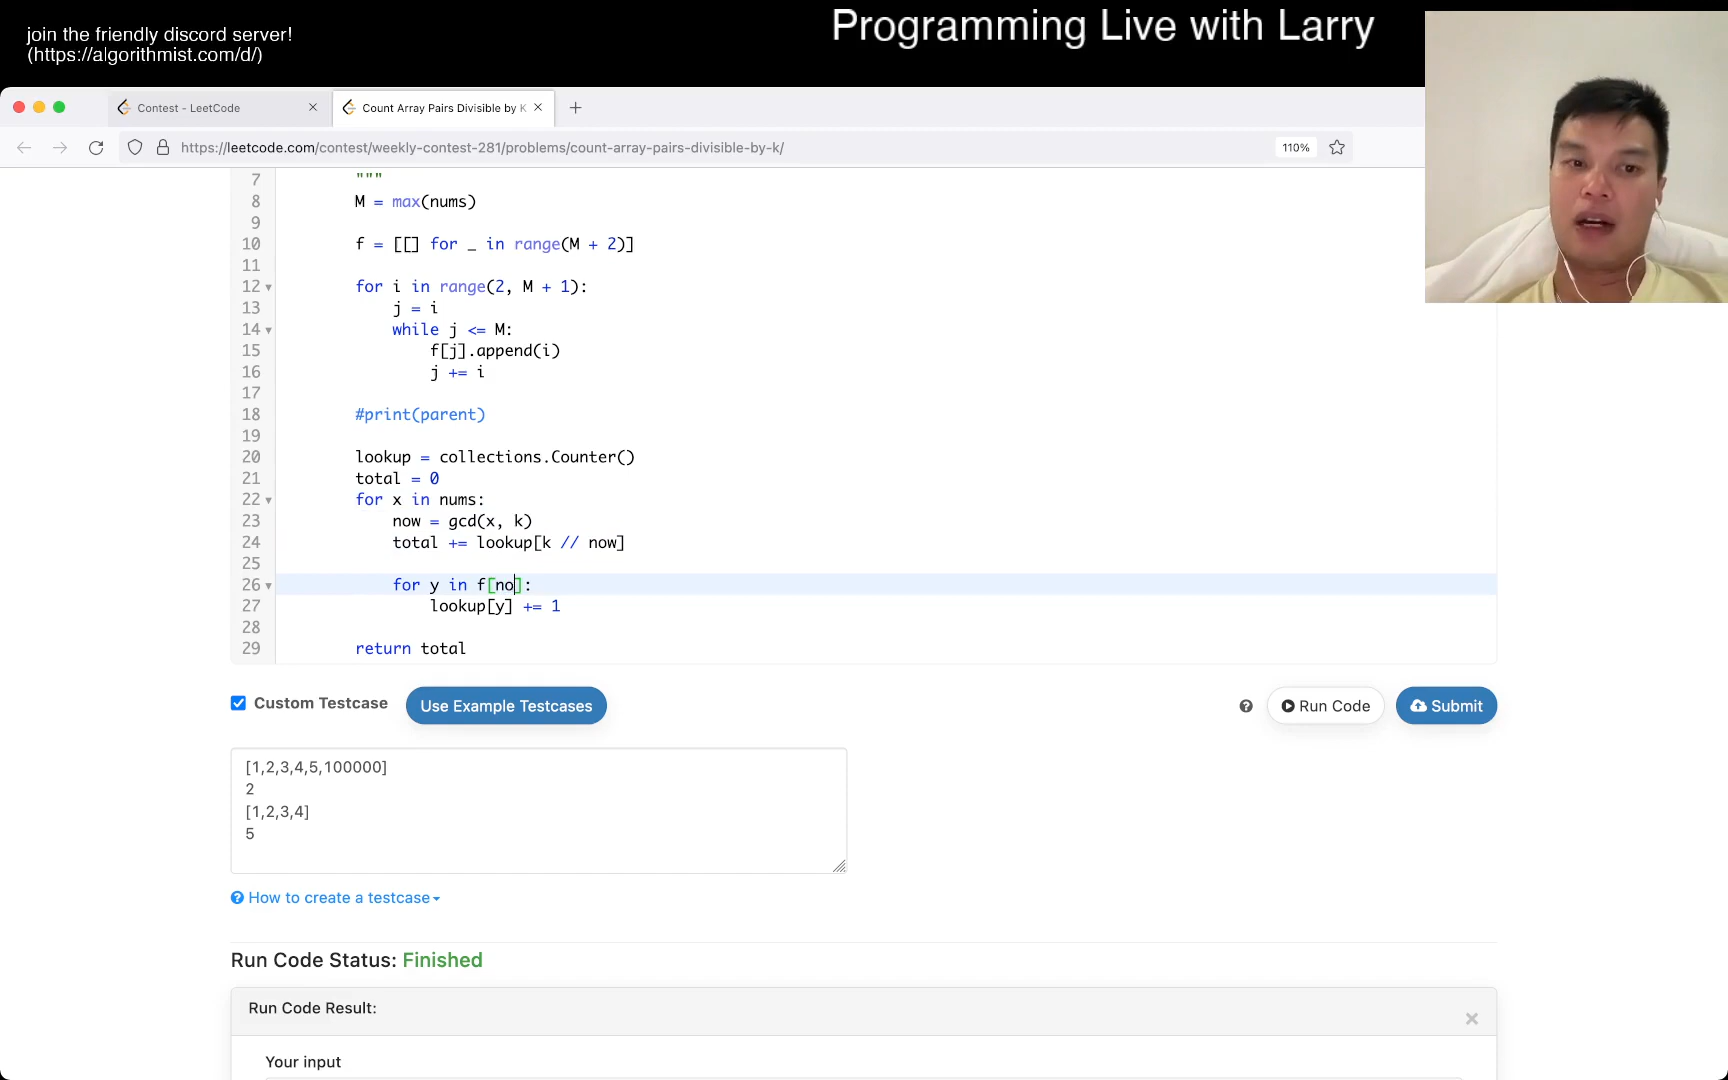 join the friendly discord server!
(https://algorithmist.com/d/)
Programming Live with Larry
Contest - LeetCode
Count Array Pairs Divisible by K
https://leetcode.com/contest/weekly-contest-281/problems/count-array-pairs-divisible-by-k/
110%
7 """
8 M = max(nums)
9
10 f = [[] for _ in range(M + 2)]
11
12 for i in range(2, M + 1):
13 j = i
14 while j <= M:
15 f[j].append(i)
16 j += i
17
18 #print(parent)
19
20 lookup = collections.Counter()
21 total = 0
22 for x in nums:
23 now = gcd(x, k)
24 total += lookup[k // now]
25
26 for y in f[no]:
27 lookup[y] += 1
28
29 return total
Custom Testcase
Use Example Testcases
Run Code
Submit
[1,2,3,4,5,100000]
2
[1,2,3,4]
5
How to create a testcase
Run Code Status: Finished
Run Code Result:
Your input